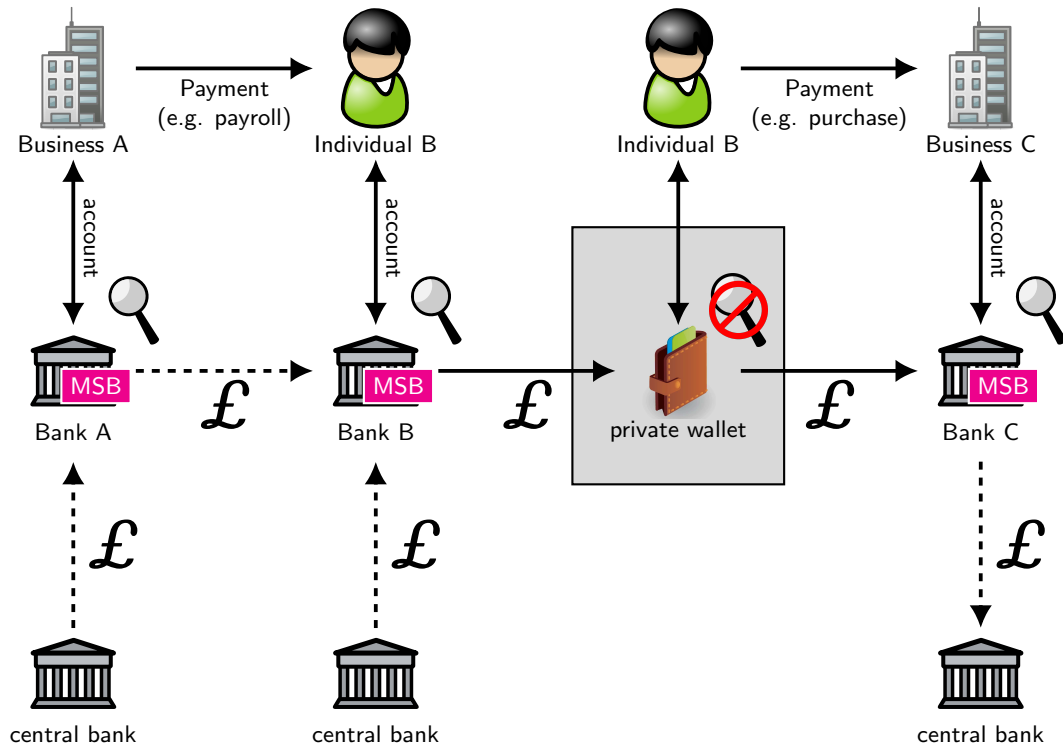 Payment
(e.g. payroll)
Payment
(e.g. purchase)
Business A
Individual B
Individual B
Business C
account
account
account
MSB
MSB
MSB
£
£
£
Bank A
Bank B
private wallet
Bank C
£
£
£
central bank
central bank
central bank